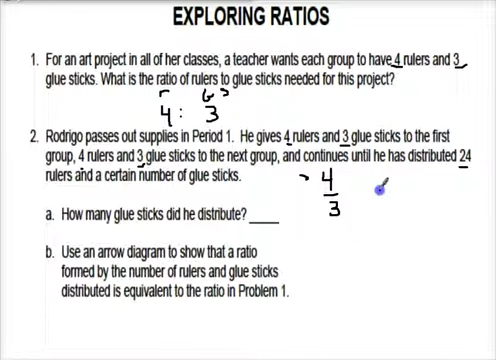 EXPLORING RATIOS
1. For an art project in all of her classes, a teacher wants each group to have 4 rulers and 3
glue sticks. What is the ratio of rulers to glue sticks needed for this project?
r GS
4 : 3
2. Rodrigo passes out supplies in Period 1. He gives 4 rulers and 3 glue sticks to the first
group, 4 rulers and 3 glue sticks to the next group, and continues until he has distributed 24
rulers and a certain number of glue sticks.
4
3
a. How many glue sticks did he distribute? ____
b. Use an arrow diagram to show that a ratio
formed by the number of rulers and glue sticks
distributed is equivalent to the ratio in Problem 1.